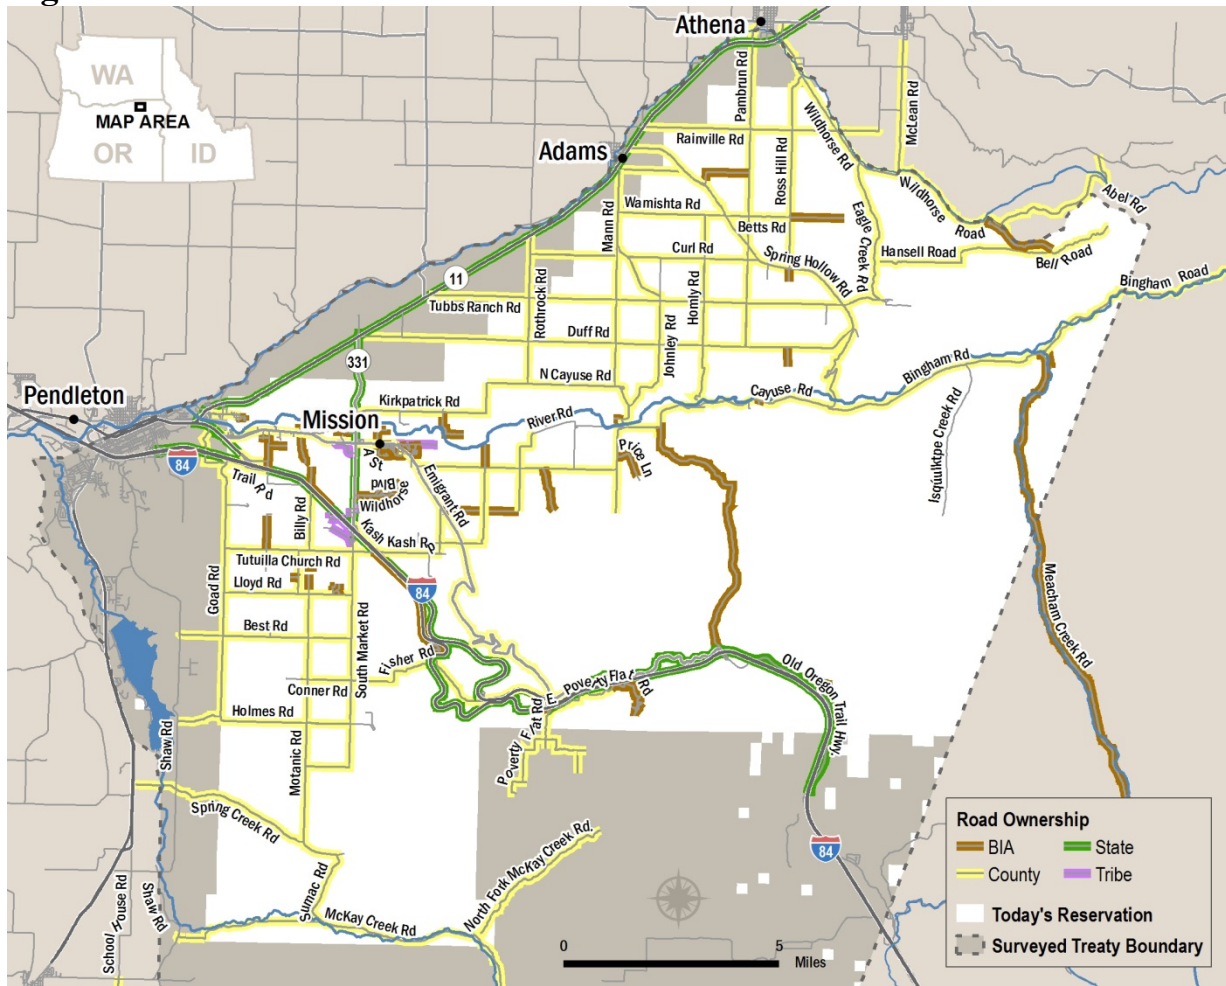 Athena
WA
MAP AREA
OR
ID
Adams
Pambrun Rd
McLean Rd
Wildhorse Rd
Rainville Rd
Ross Hill Rd
Wamishta Rd
Mann Rd
Betts Rd
Eagle Creek Rd
Wildhorse Road
Abel Rd
Curl Rd
Spring Hollow Rd
Hansell Road
Bell Road
Bingham Road
11
Rothrock Rd
Homly Rd
Tubbs Ranch Rd
Johnley Rd
Duff Rd
331
N Cayuse Rd
Bingham Rd
Cayuse Rd
Pendleton
Kirkpatrick Rd
River Rd
Mission
Isqúulktpe Creek Rd
84
A St
Price Ln
Trail Rd
Wildhorse Blvd
Emigrant Rd
Billy Rd
Kash Kash Rd
Tutuilla Church Rd
Lloyd Rd
84
Goad Rd
Meacham Creek Rd
Best Rd
South Market Rd
Fisher Rd
Conner Rd
E. Poverty Flat Rd
Old Oregon Trail Hwy.
Holmes Rd
Shaw Rd
Motanic Rd
Poverty Flat Rd
Spring Creek Rd
84
North Fork McKay Creek Rd.
Sumac Rd
School House Rd
Shaw Rd
McKay Creek Rd
0
5
Miles
Road Ownership
BIA
State
County
Tribe
Today's Reservation
Surveyed Treaty Boundary